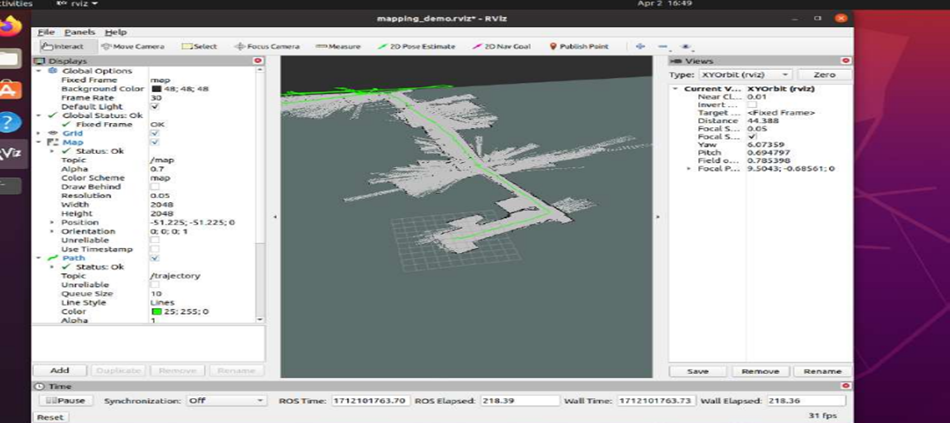 ctivities rviz Apr 2 16:49
mapping_demo.rviz* - RViz
File Panels Help
Interact Move Camera Select Focus Camera Measure 2D Pose Estimate 2D Nav Goal Publish Point
Displays
Global Options
Fixed Frame map
Background Color 48; 48; 48
Frame Rate 30
Default Light
Global Status: Ok
Fixed Frame OK
Grid
Map
Status: Ok
Topic /map
Alpha 0.7
Color Scheme map
Draw Behind
Resolution 0.05
Width 2048
Height 2048
Position -51.225; -51.225; 0
Orientation 0; 0; 0; 1
Unreliable
Use Timestamp
Path
Status: Ok
Topic /trajectory
Unreliable
Queue Size 10
Line Style Lines
Color 25; 255; 0
Alpha 1
Add Duplicate Remove Rename
Views
Type: XYOrbit (rviz) Zero
Current V... XYOrbit (rviz)
Near Cl... 0.01
Invert ...
Target ... <Fixed Frame>
Distance 44.388
Focal S... 0.05
Focal S...
Yaw 6.07359
Pitch 0.694797
Field o... 0.785398
Focal P... 9.5043; -0.68561; 0
Save Remove Rename
Time
Pause Synchronization: Off ROS Time: 1712101763.70 ROS Elapsed: 218.39 Wall Time: 1712101763.73 Wall Elapsed: 218.36
Reset 31 fps